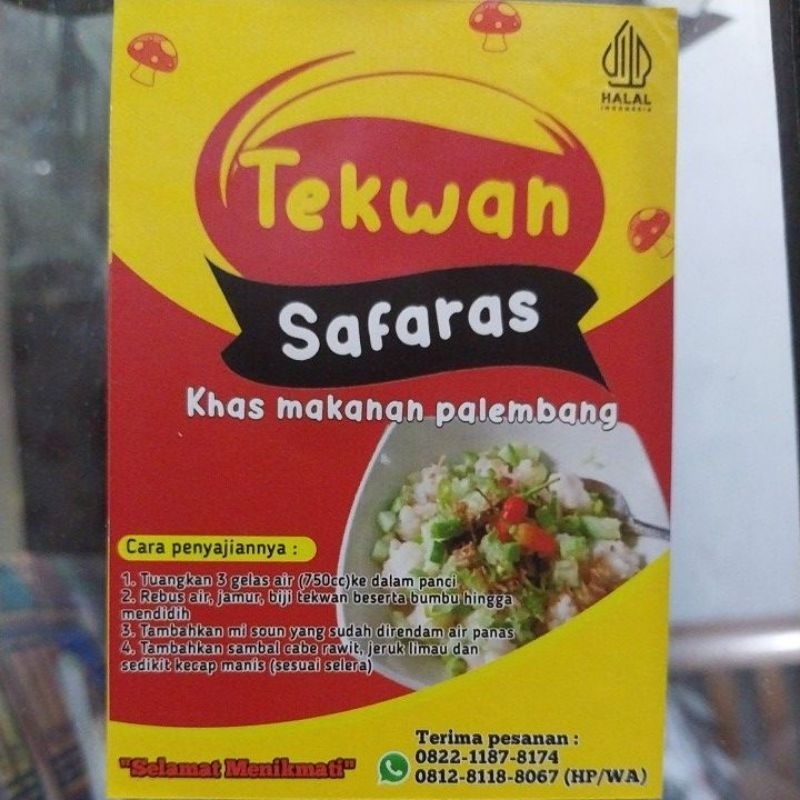 HALAL
INDONESIA
Tekwan
Safaras
Khas makanan palembang
Cara penyajiannya :
1. Tuangkan 3 gelas air (750cc)ke dalam panci
2. Rebus air, jamur, biji tekwan beserta bumbu hingga
mendidih
3. Tambahkan mi soun yang sudah direndam air panas
4. Tambahkan sambal cabe rawit, jeruk limau dan
sedikit kecap manis (sesuai selera)
"Selamat Menikmati"
Terima pesanan :
0822-1187-8174
0812-8118-8067 (HP/WA)